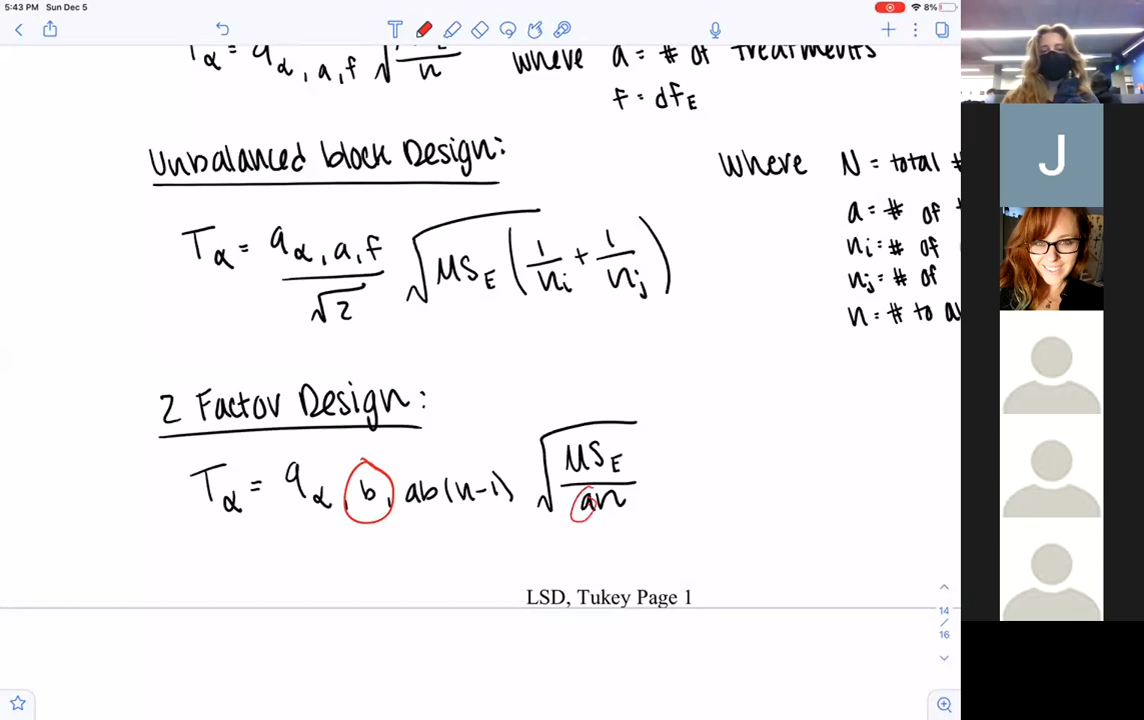 5:43 PM Sun Dec 5
8%
Tα = qα, a, f √ n where a = # of treatments
f = dfE
Unbalanced block Design:
Tα = qα, a, f / √2 √ MSE ( 1/ni + 1/nj )
where N = total #
a = # of
ni = # of
nj = # of
n = # to
2 Factor Design:
Tα = qα, b, ab(n-1) √ MSE / an
LSD, Tukey Page 1
14
/
16
J